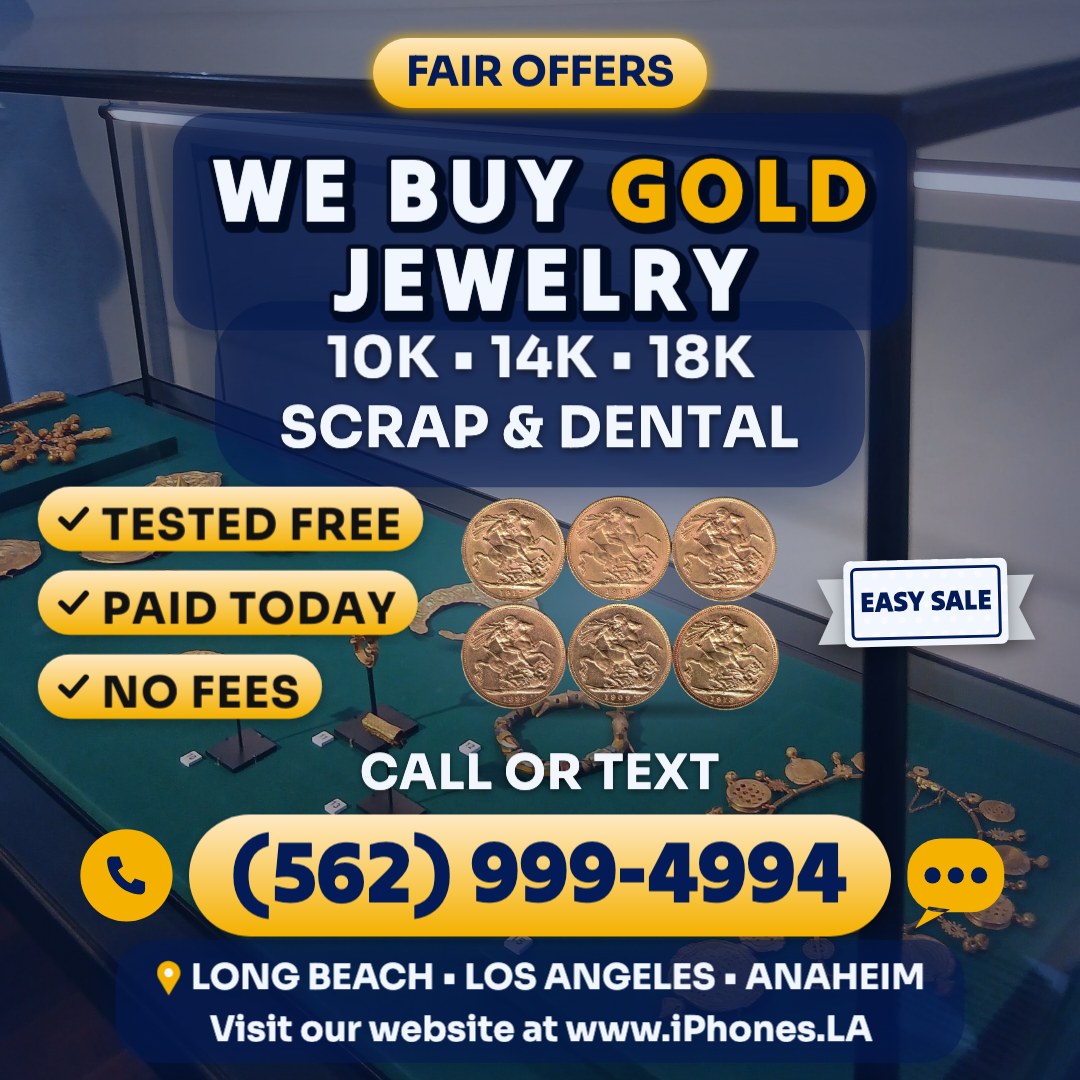 FAIR OFFERS
WE BUY GOLD
JEWELRY
10K ▪ 14K ▪ 18K
SCRAP & DENTAL
✓ TESTED FREE
✓ PAID TODAY
✓ NO FEES
EASY SALE
CALL OR TEXT
(562) 999-4994
LONG BEACH ▪ LOS ANGELES ▪ ANAHEIM
Visit our website at www.iPhones.LA